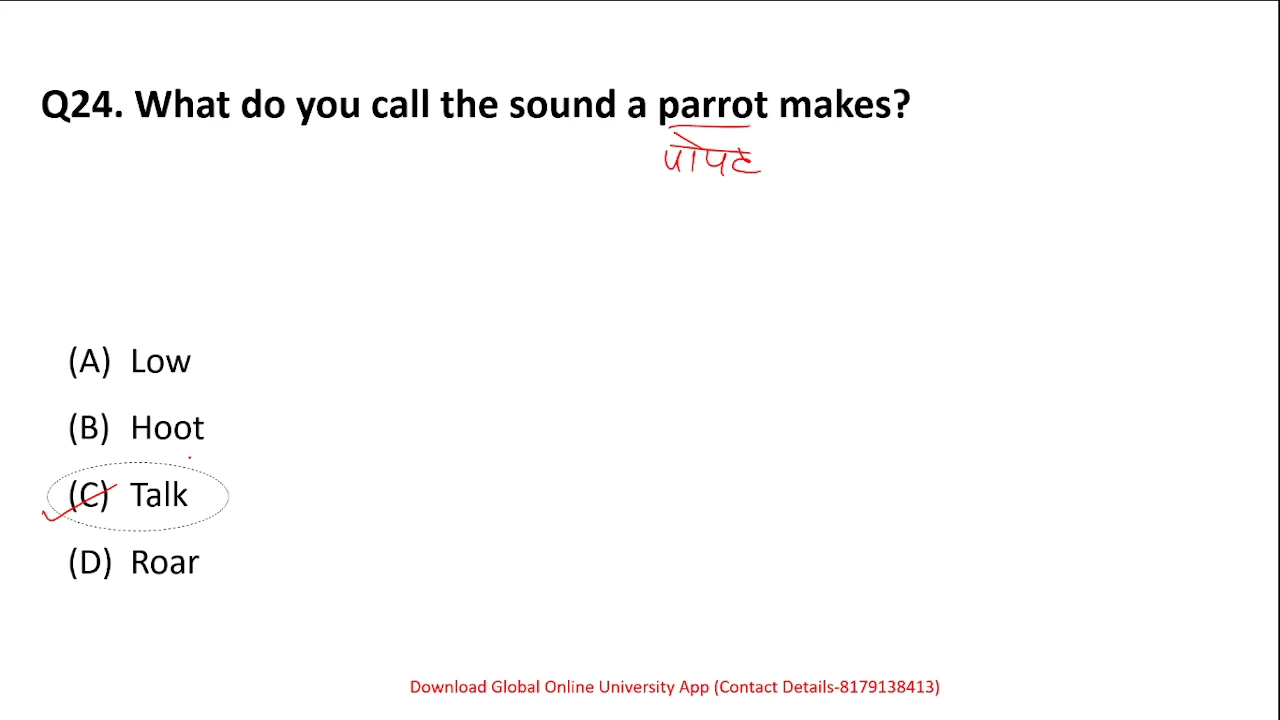 Q24. What do you call the sound a parrot makes?
पोपट
(A) Low
(B) Hoot
(C) Talk
(D) Roar
Download Global Online University App (Contact Details-8179138413)